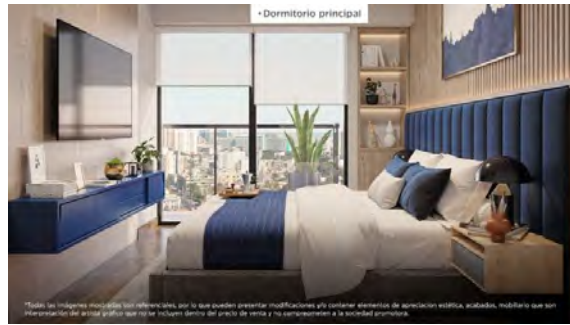 • Dormitorio principal
*Todas las imágenes mostradas son referenciales, por lo que pueden presentar modificaciones y/o contener elementos de apreciación estética, acabados, mobiliario que son
interpretación del artista gráfico que no se incluyen dentro del precio de venta y no comprometen a la sociedad promotora.